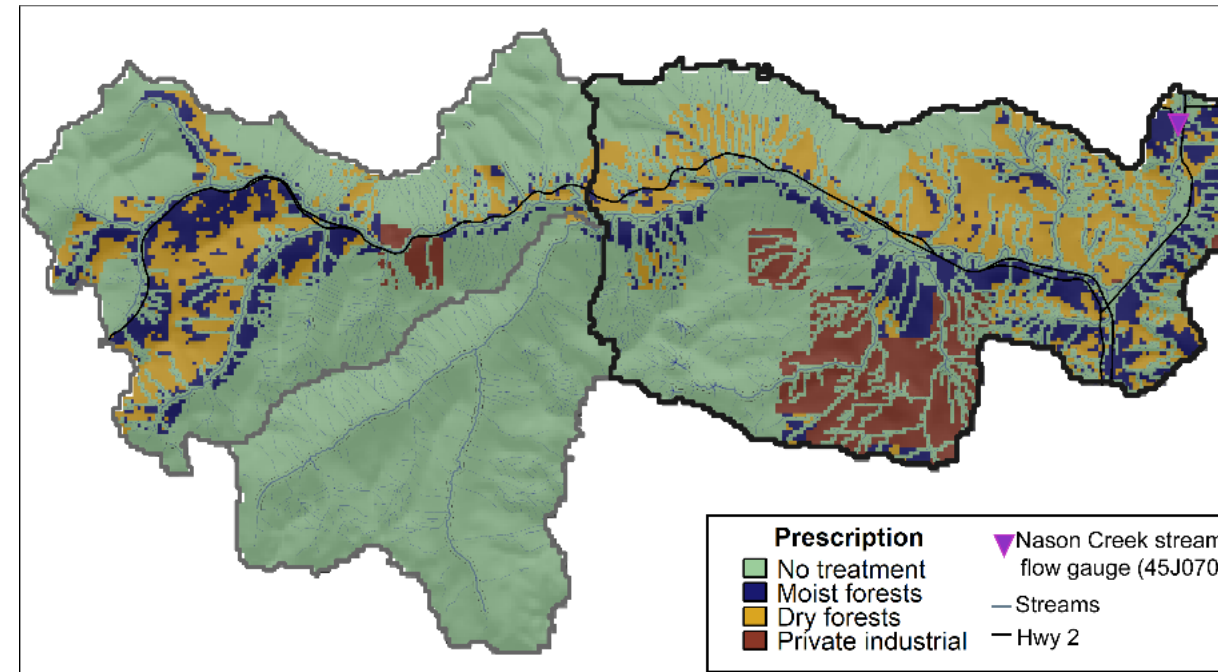 Prescription
No treatment
Moist forests
Dry forests
Private industrial
Nason Creek stream
flow gauge (45J070
Streams
Hwy 2